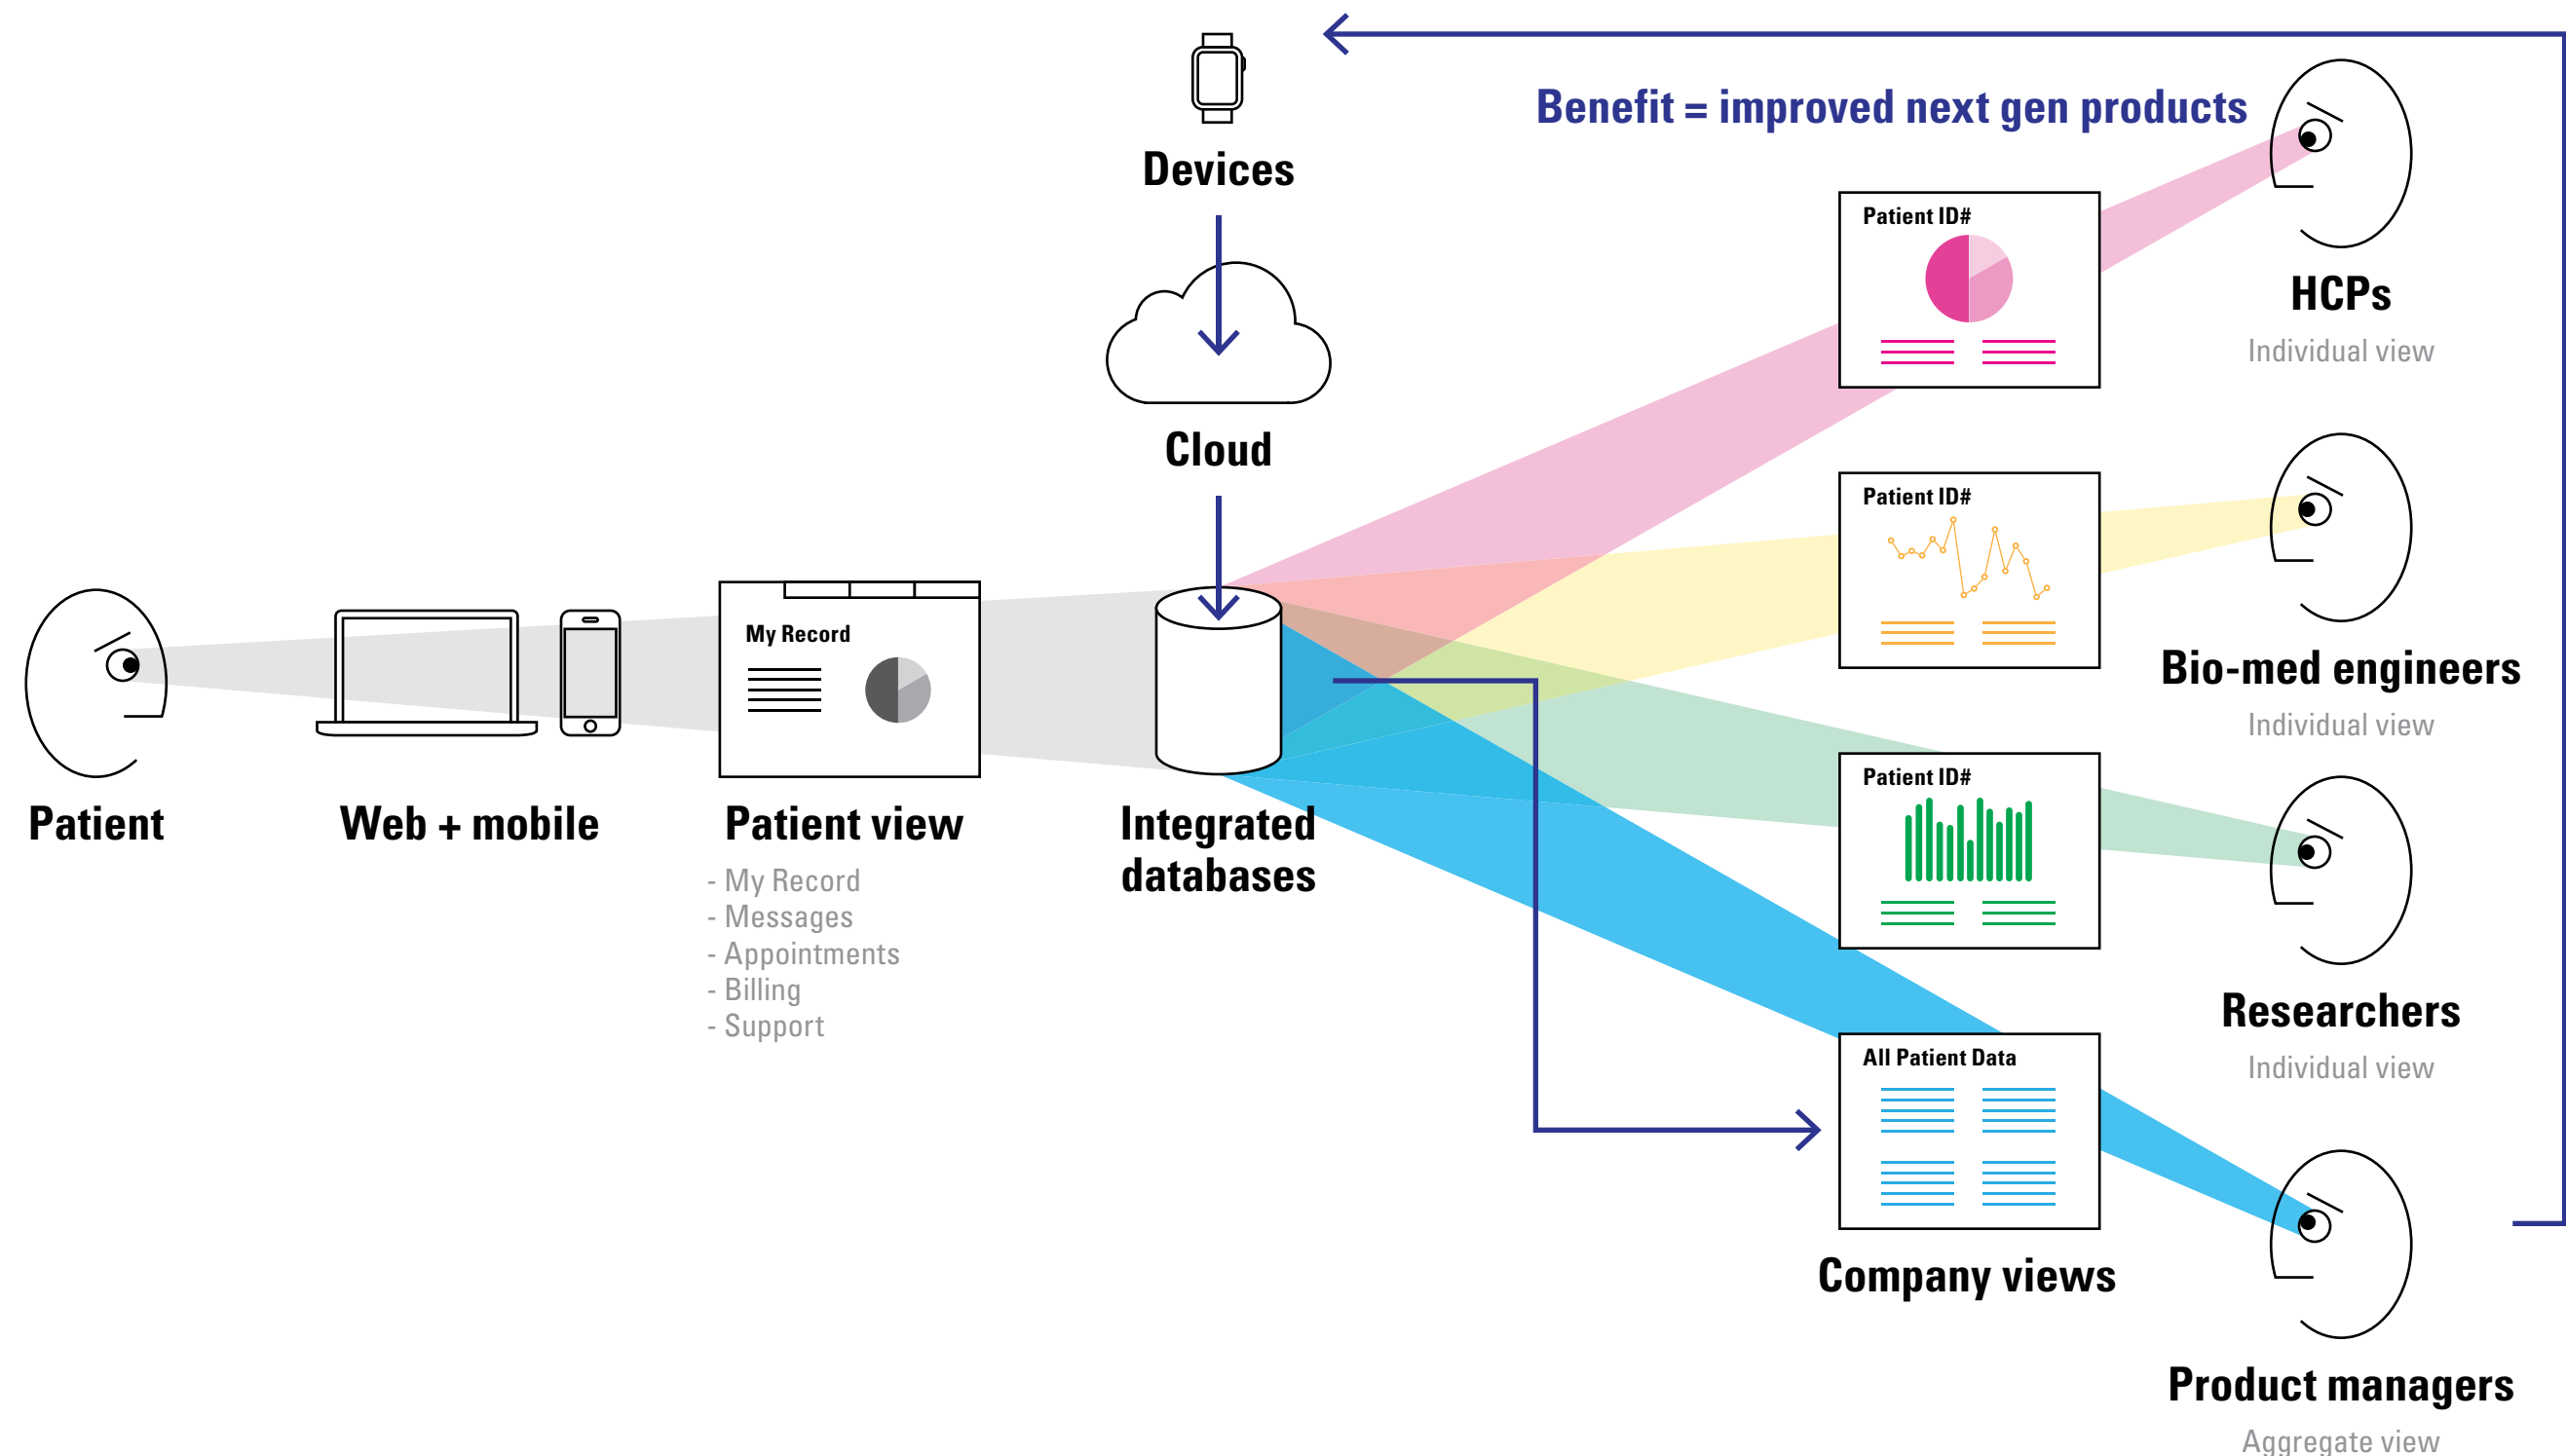 Benefit = improved next gen products
Devices
Patient ID#
HCPs
Individual view
Cloud
Patient ID#
My Record
Bio-med engineers
Individual view
Patient ID#
Patient
Web + mobile
Patient view
- My Record
- Messages
- Appointments
- Billing
- Support
Integrated
databases
Researchers
Individual view
All Patient Data
Company views
Product managers
Aggregate view